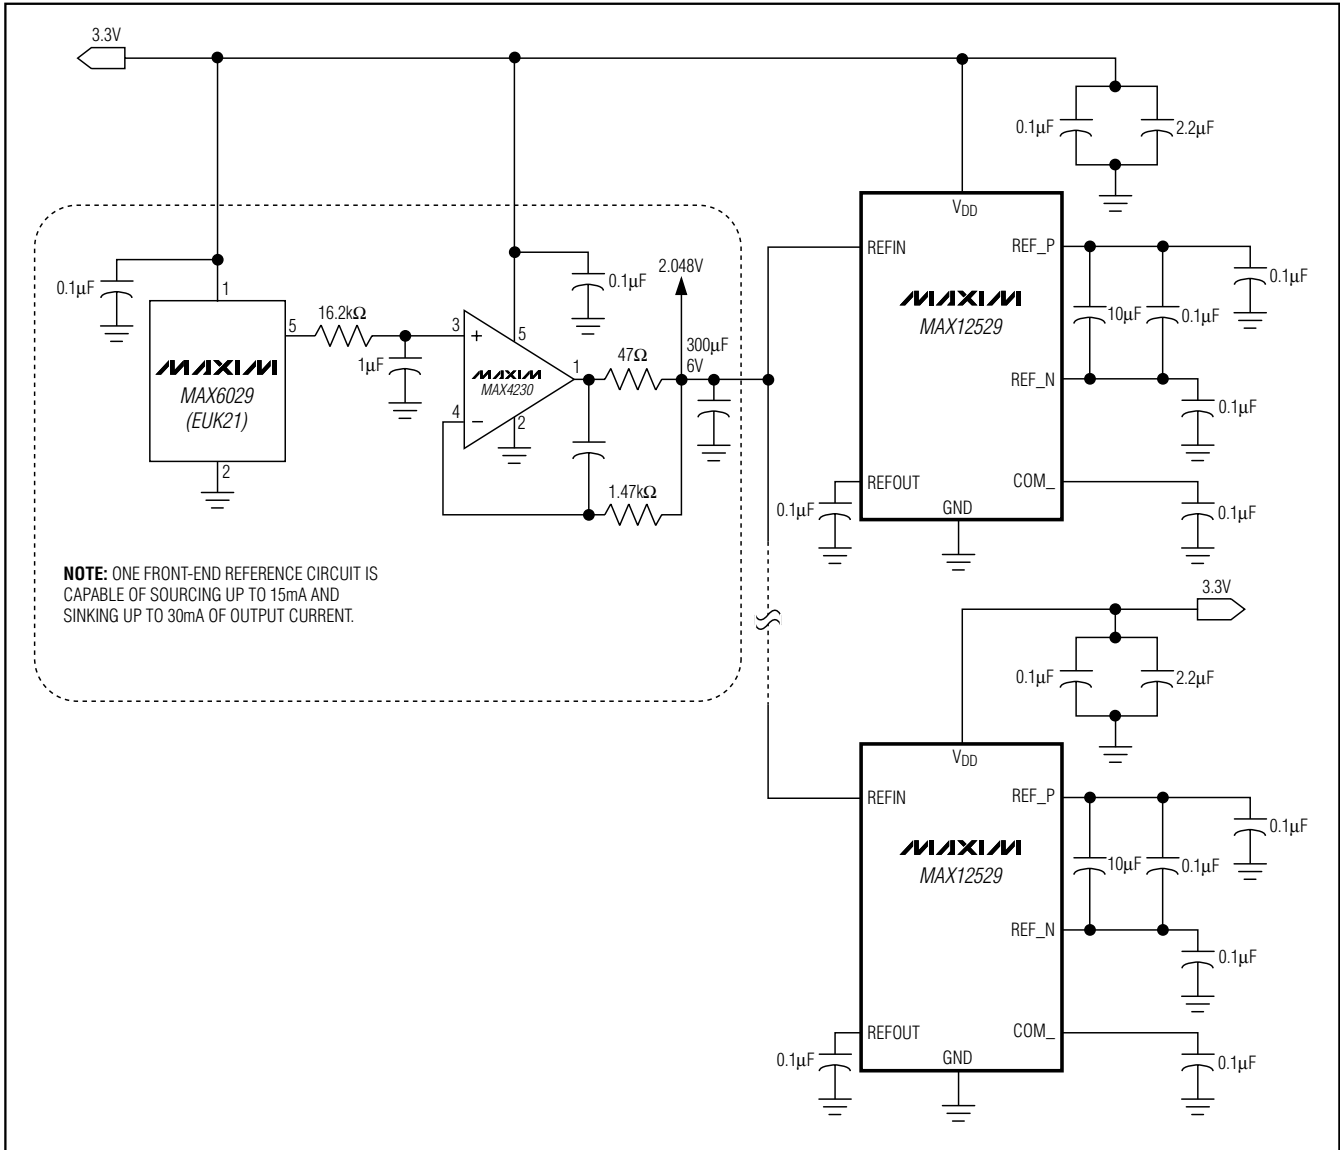 3.3V
0.1µF
2.2µF
VDD
REFIN
REF_P
0.1µF
MAXIM
MAX12529
10µF
0.1µF
REF_N
0.1µF
REFOUT
COM_
0.1µF
GND
0.1µF
0.1µF
1
MAXIM
MAX6029
(EUK21)
5
2
16.2kΩ
1µF
3
+
5
0.1µF
MAXIM
MAX4230
4
−
2
1
47Ω
2.048V
300µF
6V
1.47kΩ
NOTE: ONE FRONT-END REFERENCE CIRCUIT IS
CAPABLE OF SOURCING UP TO 15mA AND
SINKING UP TO 30mA OF OUTPUT CURRENT.
3.3V
0.1µF
2.2µF
VDD
REFIN
REF_P
0.1µF
MAXIM
MAX12529
10µF
0.1µF
REF_N
0.1µF
REFOUT
COM_
0.1µF
GND
0.1µF